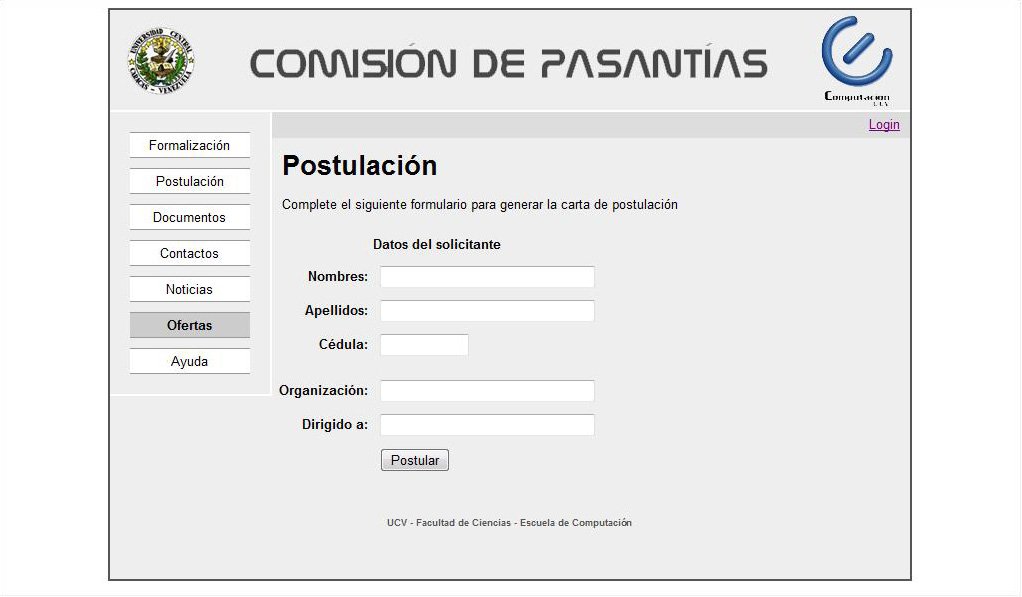 UNIVERSIDAD CENTRAL
CARACAS - VENEZUELA
COMISIÓN DE PASANTÍAS
Computación
UCV
Login
Formalización
Postulación
Documentos
Contactos
Noticias
Ofertas
Ayuda
Postulación
Complete el siguiente formulario para generar la carta de postulación
Datos del solicitante
Nombres:
Apellidos:
Cédula:
Organización:
Dirigido a:
Postular
UCV - Facultad de Ciencias - Escuela de Computación